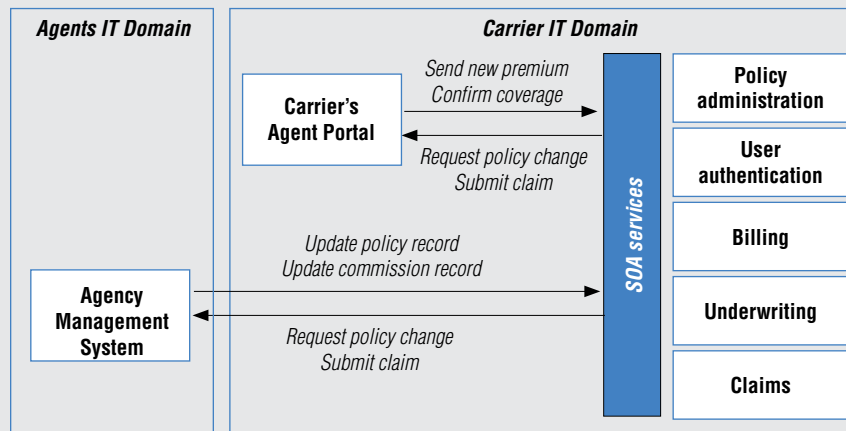 Agents IT Domain
Carrier IT Domain
Carrier's
Agent Portal
Send new premium
Confirm coverage
Request policy change
Submit claim
Agency
Management
System
Update policy record
Update commission record
Request policy change
Submit claim
SOA services
Policy
administration
User
authentication
Billing
Underwriting
Claims